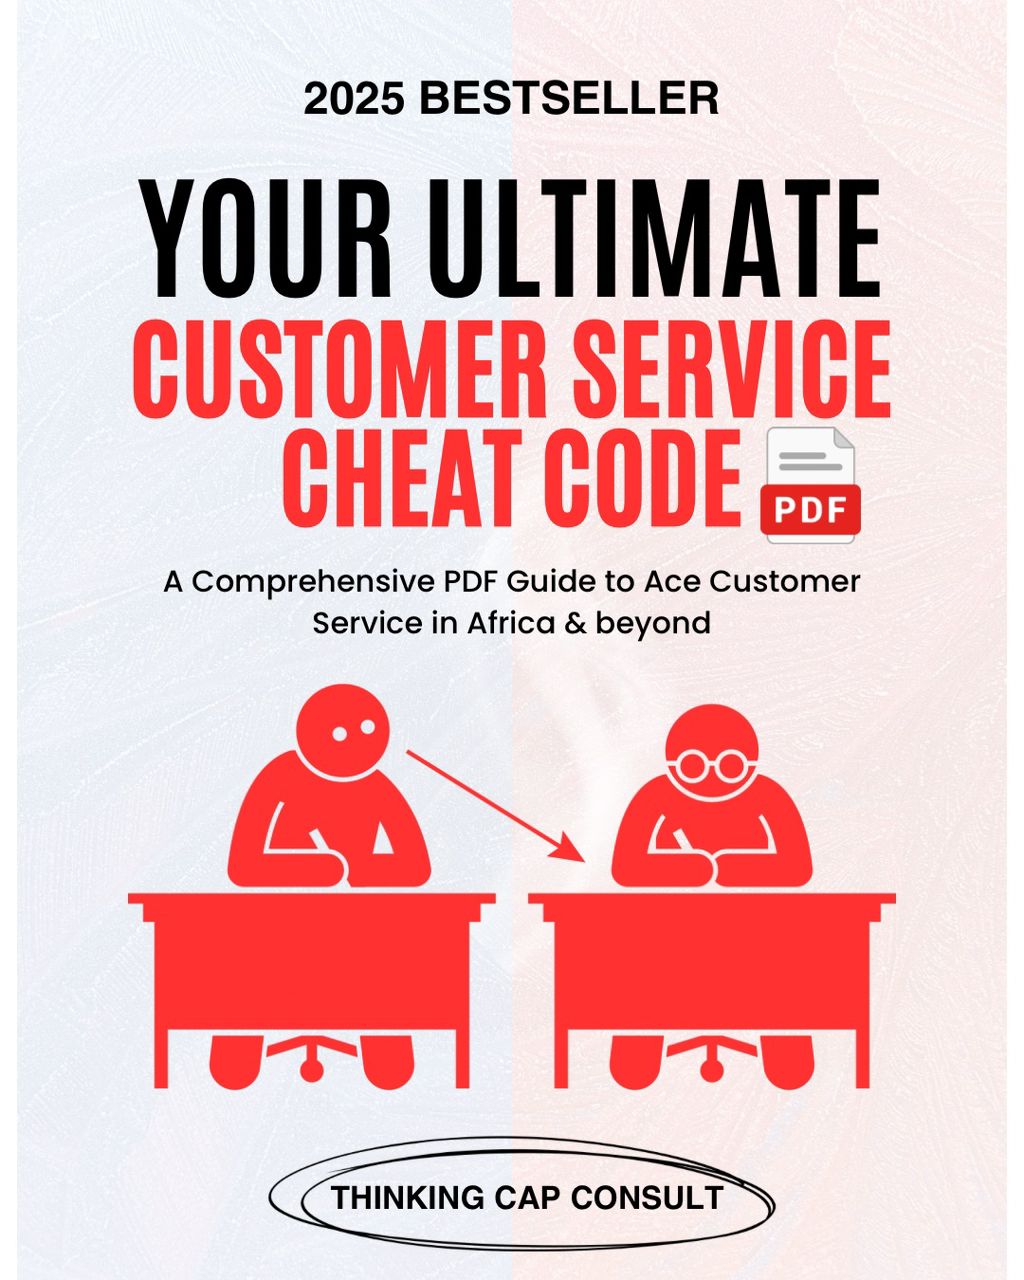 2025 BESTSELLER
YOUR ULTIMATE
CUSTOMER SERVICE
CHEAT CODE
PDF
A Comprehensive PDF Guide to Ace Customer
Service in Africa & beyond
THINKING CAP CONSULT